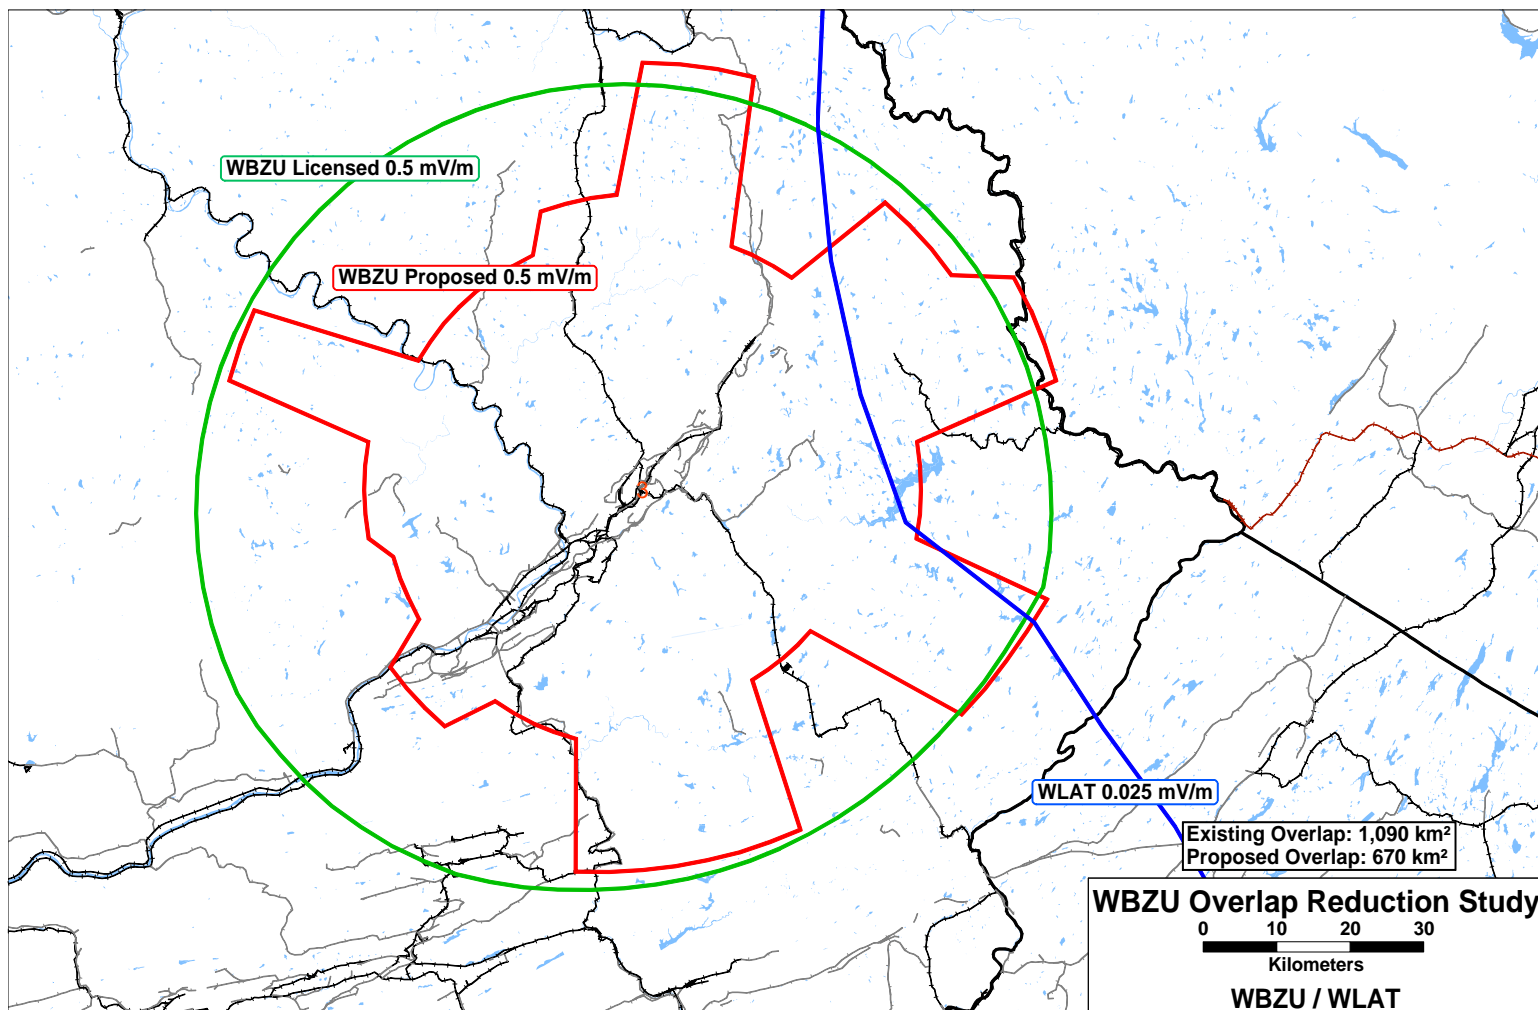 WBZU Licensed 0.5 mV/m
WBZU Proposed 0.5 mV/m
3
WLAT 0.025 mV/m
Existing Overlap: 1,090 km²
Proposed Overlap: 670 km²
WBZU Overlap Reduction Study
0 10 20 30
Kilometers
WBZU / WLAT